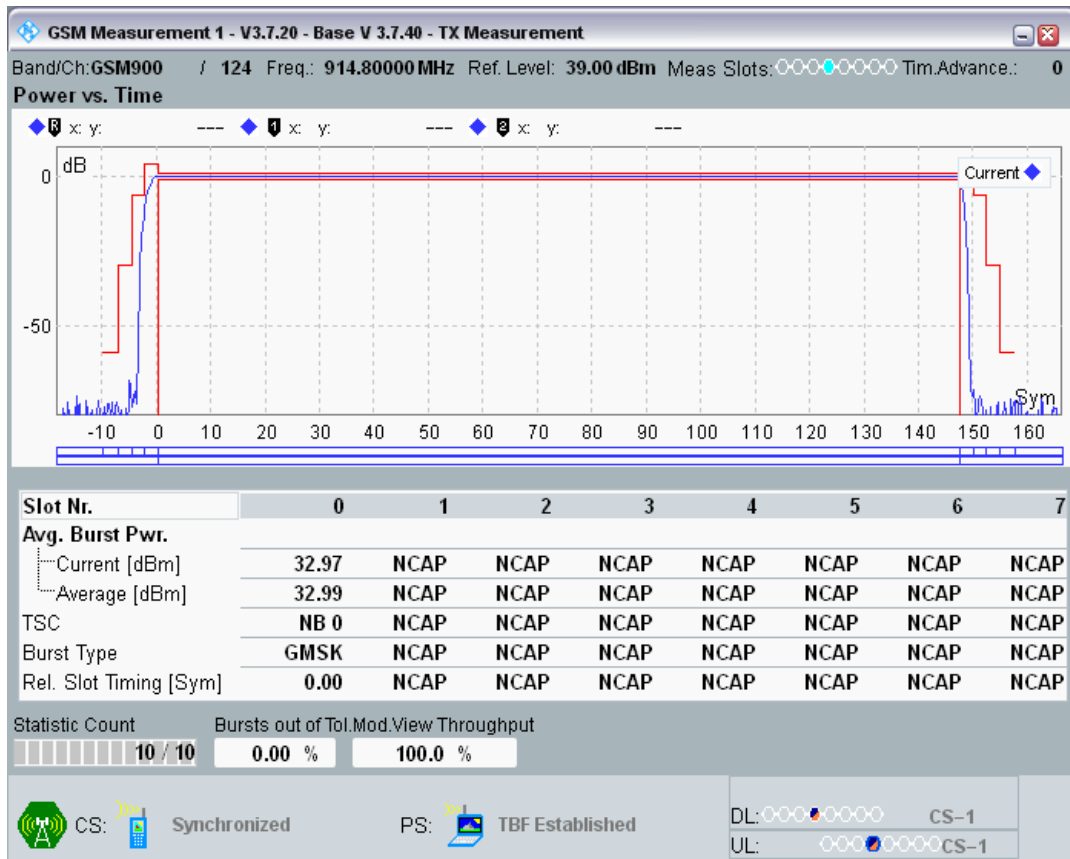 GSM Measurement 1 - V3.7.20 - Base V 3.7.40 - TX Measurement
Band/Ch:GSM900 / 124 Freq.: 914.80000 MHz Ref. Level: 39.00 dBm Meas Slots: Tim.Advance.: 0
Power vs. Time
R x: y: --- 1 x: y: --- 2 x: y: ---
dB
Current
0
-50
Sym
-10 0 10 20 30 40 50 60 70 80 90 100 110 120 130 140 150 160
Slot Nr. 0 1 2 3 4 5 6 7
Avg. Burst Pwr.
Current [dBm] 32.97 NCAP NCAP NCAP NCAP NCAP NCAP NCAP
Average [dBm] 32.99 NCAP NCAP NCAP NCAP NCAP NCAP NCAP
TSC NB 0 NCAP NCAP NCAP NCAP NCAP NCAP NCAP
Burst Type GMSK NCAP NCAP NCAP NCAP NCAP NCAP NCAP
Rel. Slot Timing [Sym] 0.00 NCAP NCAP NCAP NCAP NCAP NCAP NCAP
Statistic Count Bursts out of Tol.Mod.View Throughput
10 / 10 0.00 % 100.0 %
CS: Synchronized PS: TBF Established
DL: CS-1
UL: CS-1